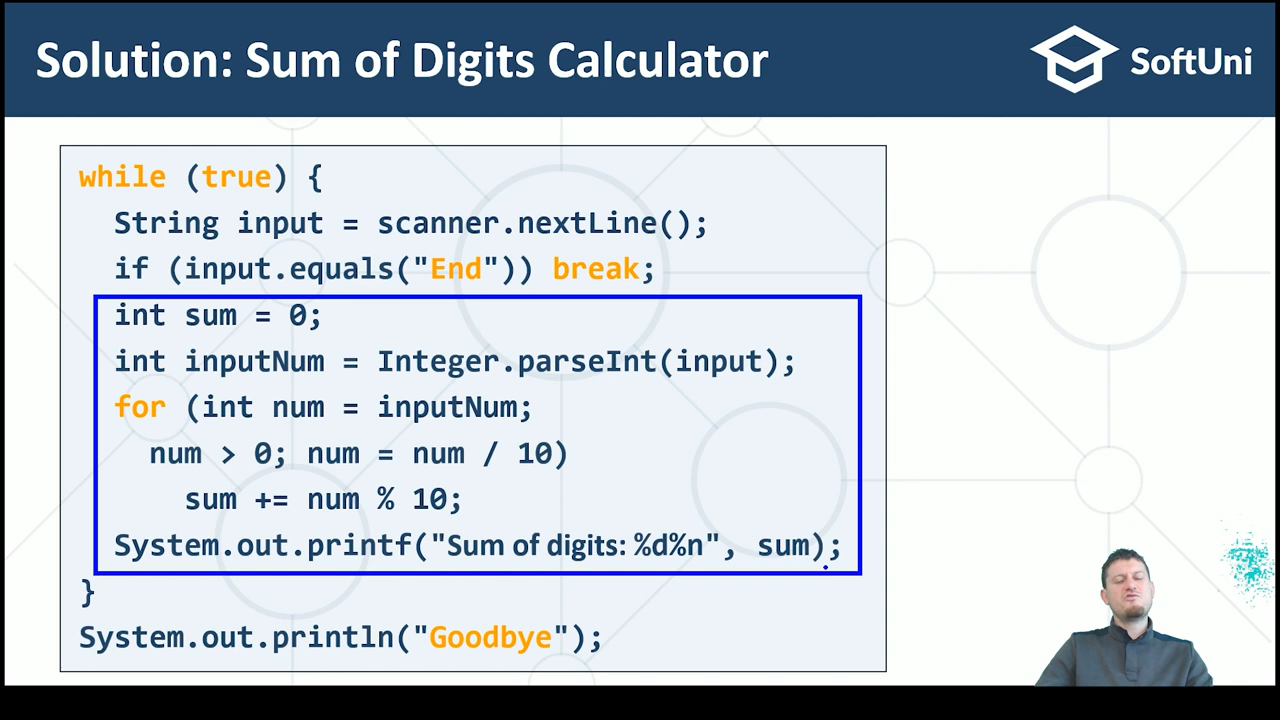 Solution: Sum of Digits Calculator
SoftUni
while (true) {
  String input = scanner.nextLine();
  if (input.equals("End")) break;
  int sum = 0;
  int inputNum = Integer.parseInt(input);
  for (int num = inputNum;
    num > 0; num = num / 10)
      sum += num % 10;
  System.out.printf("Sum of digits: %d%n", sum);
}
System.out.println("Goodbye");